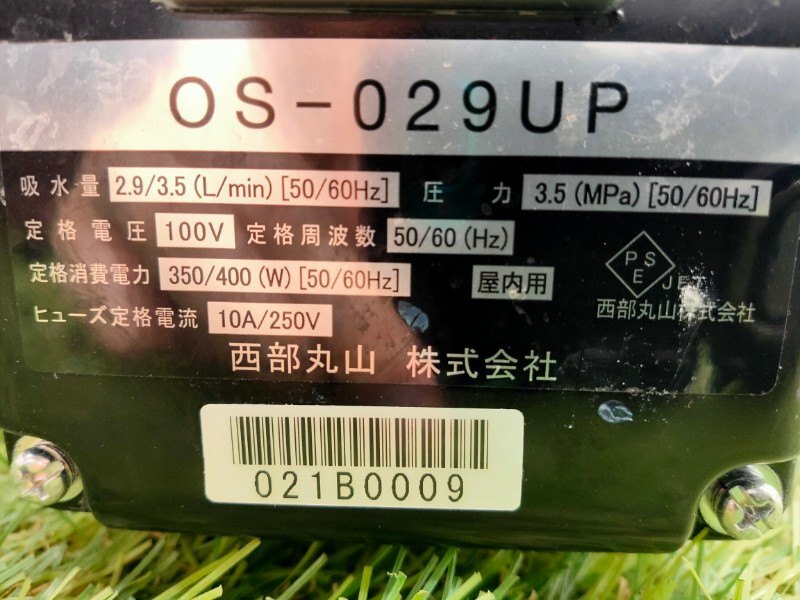 OS-029UP
吸水量 2.9/3.5 (L/min) [50/60Hz] 圧力 3.5 (MPa) [50/60Hz]
定格電圧 100V 定格周波数 50/60 (Hz)
定格消費電力 350/400 (W) [50/60Hz] 屋内用
PSE JET
西部丸山株式会社
ヒューズ定格電流 10A/250V
西部丸山 株式会社
021B0009